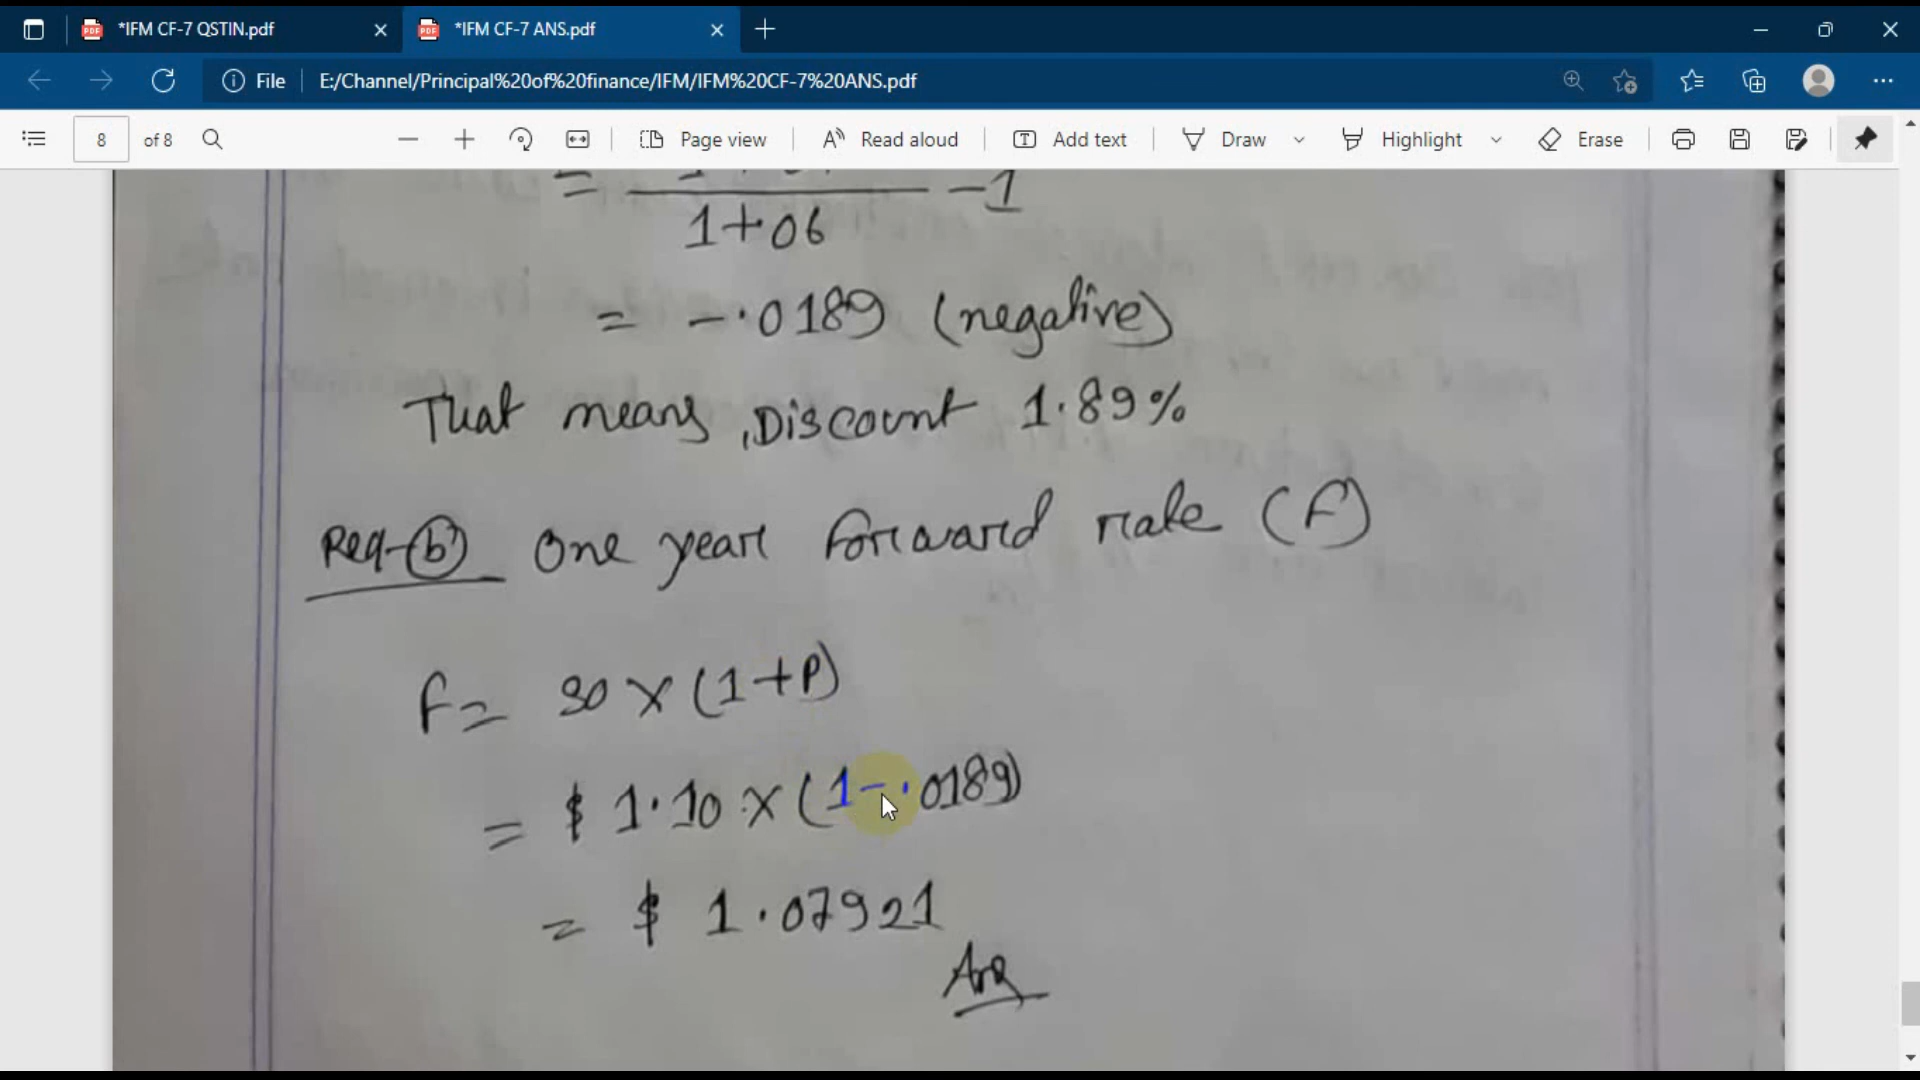 *IFM CF-7 QSTIN.pdf
*IFM CF-7 ANS.pdf
File
E:/Channel/Principal%20of%20finance/IFM/IFM%20CF-7%20ANS.pdf
8 of 8
Page view
Read aloud
Add text
Draw
Highlight
Erase
= -1
1+06
= -.0189 (negative)
That means, Discount 1.89%
Req-(b) One year forward rate (F)
F= S0 X (1+P)
= $ 1.10 X (1-.0189)
= $ 1.07921
Ans